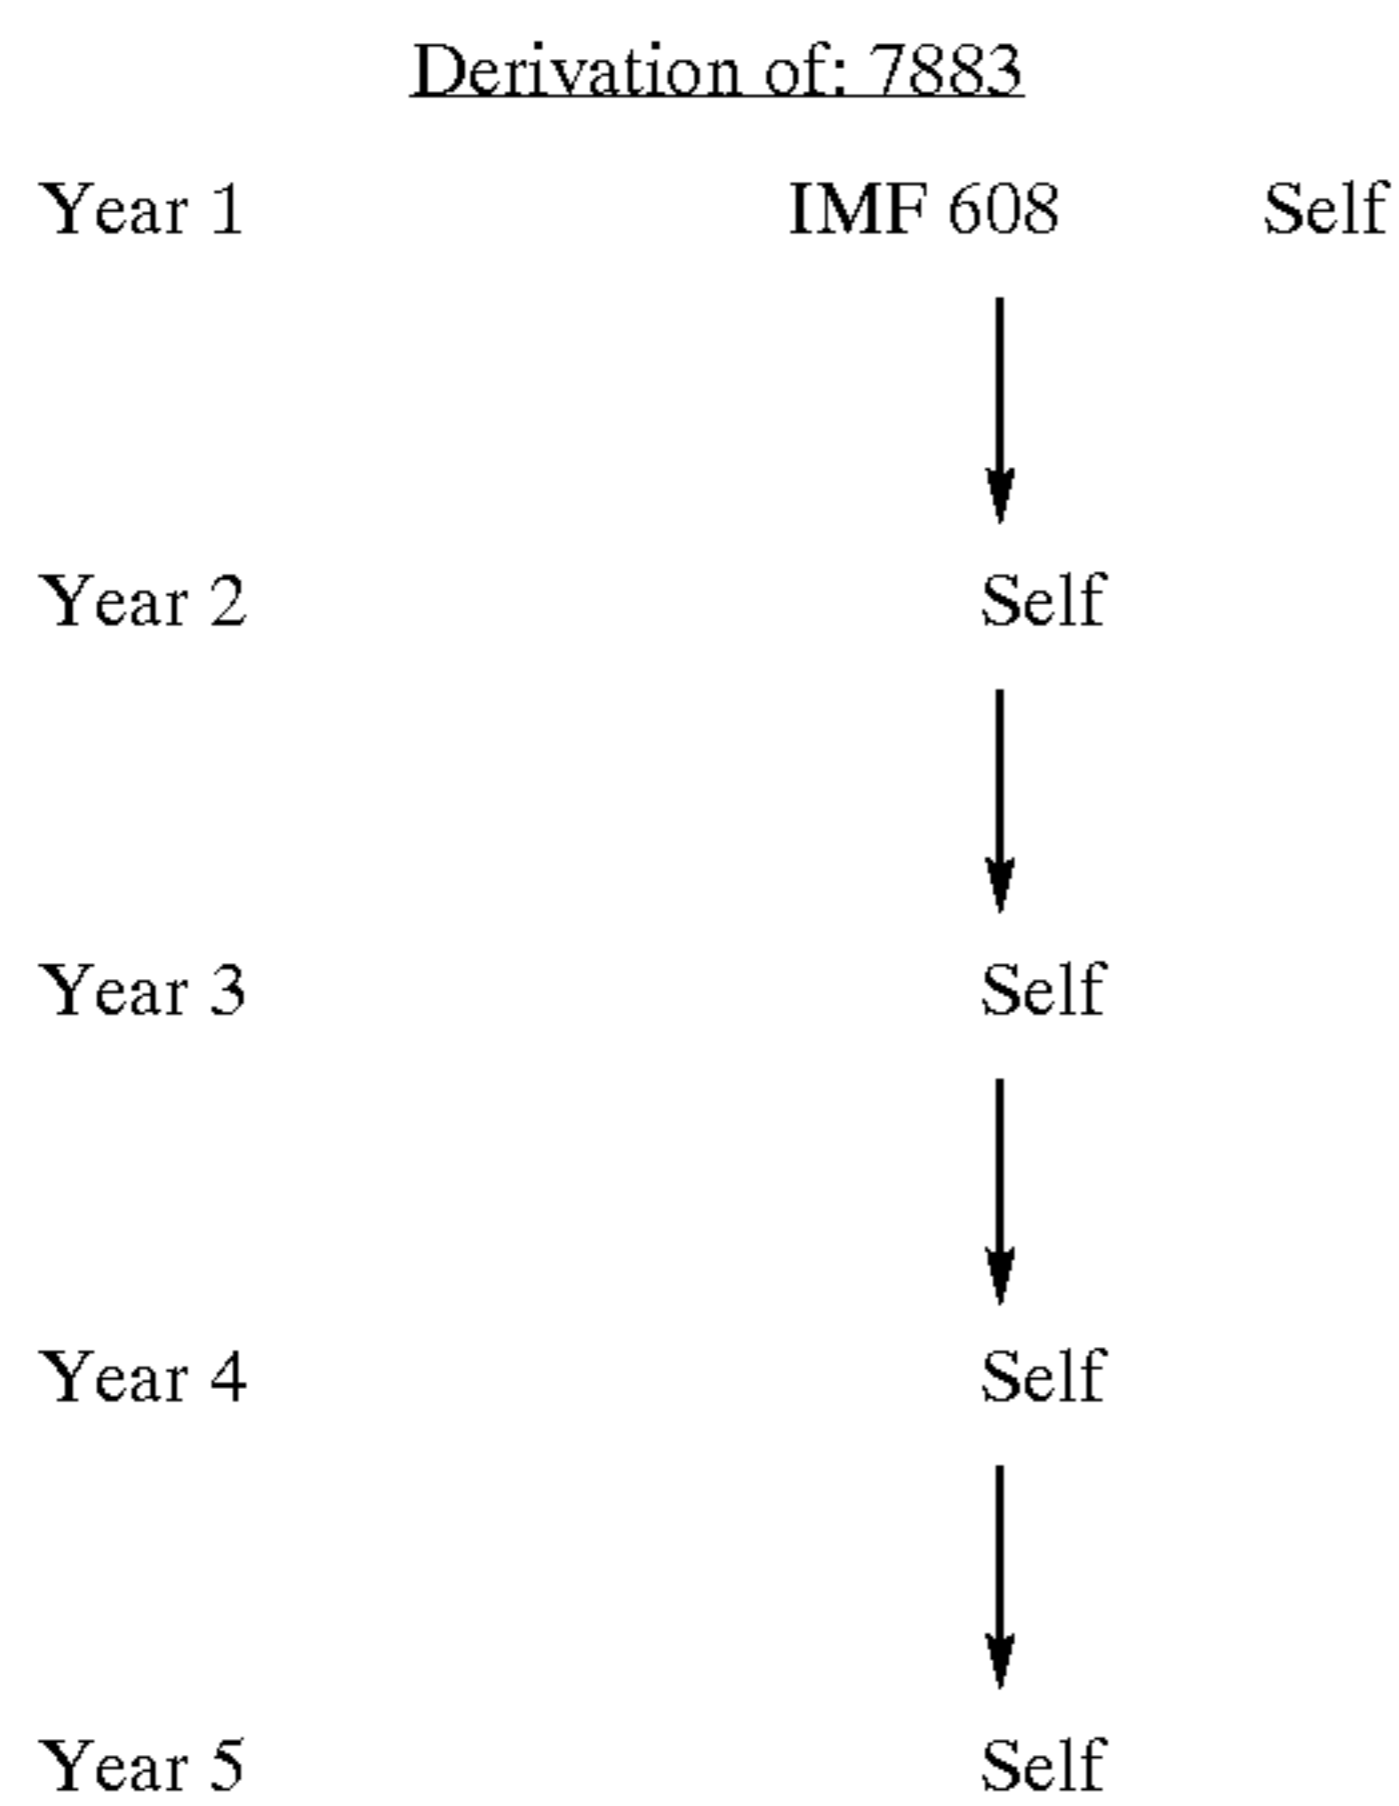 Derivation of: 7883
Year 1 IMF 608 Self
Year 2 Self
Year 3 Self
Year 4 Self
Year 5 Self